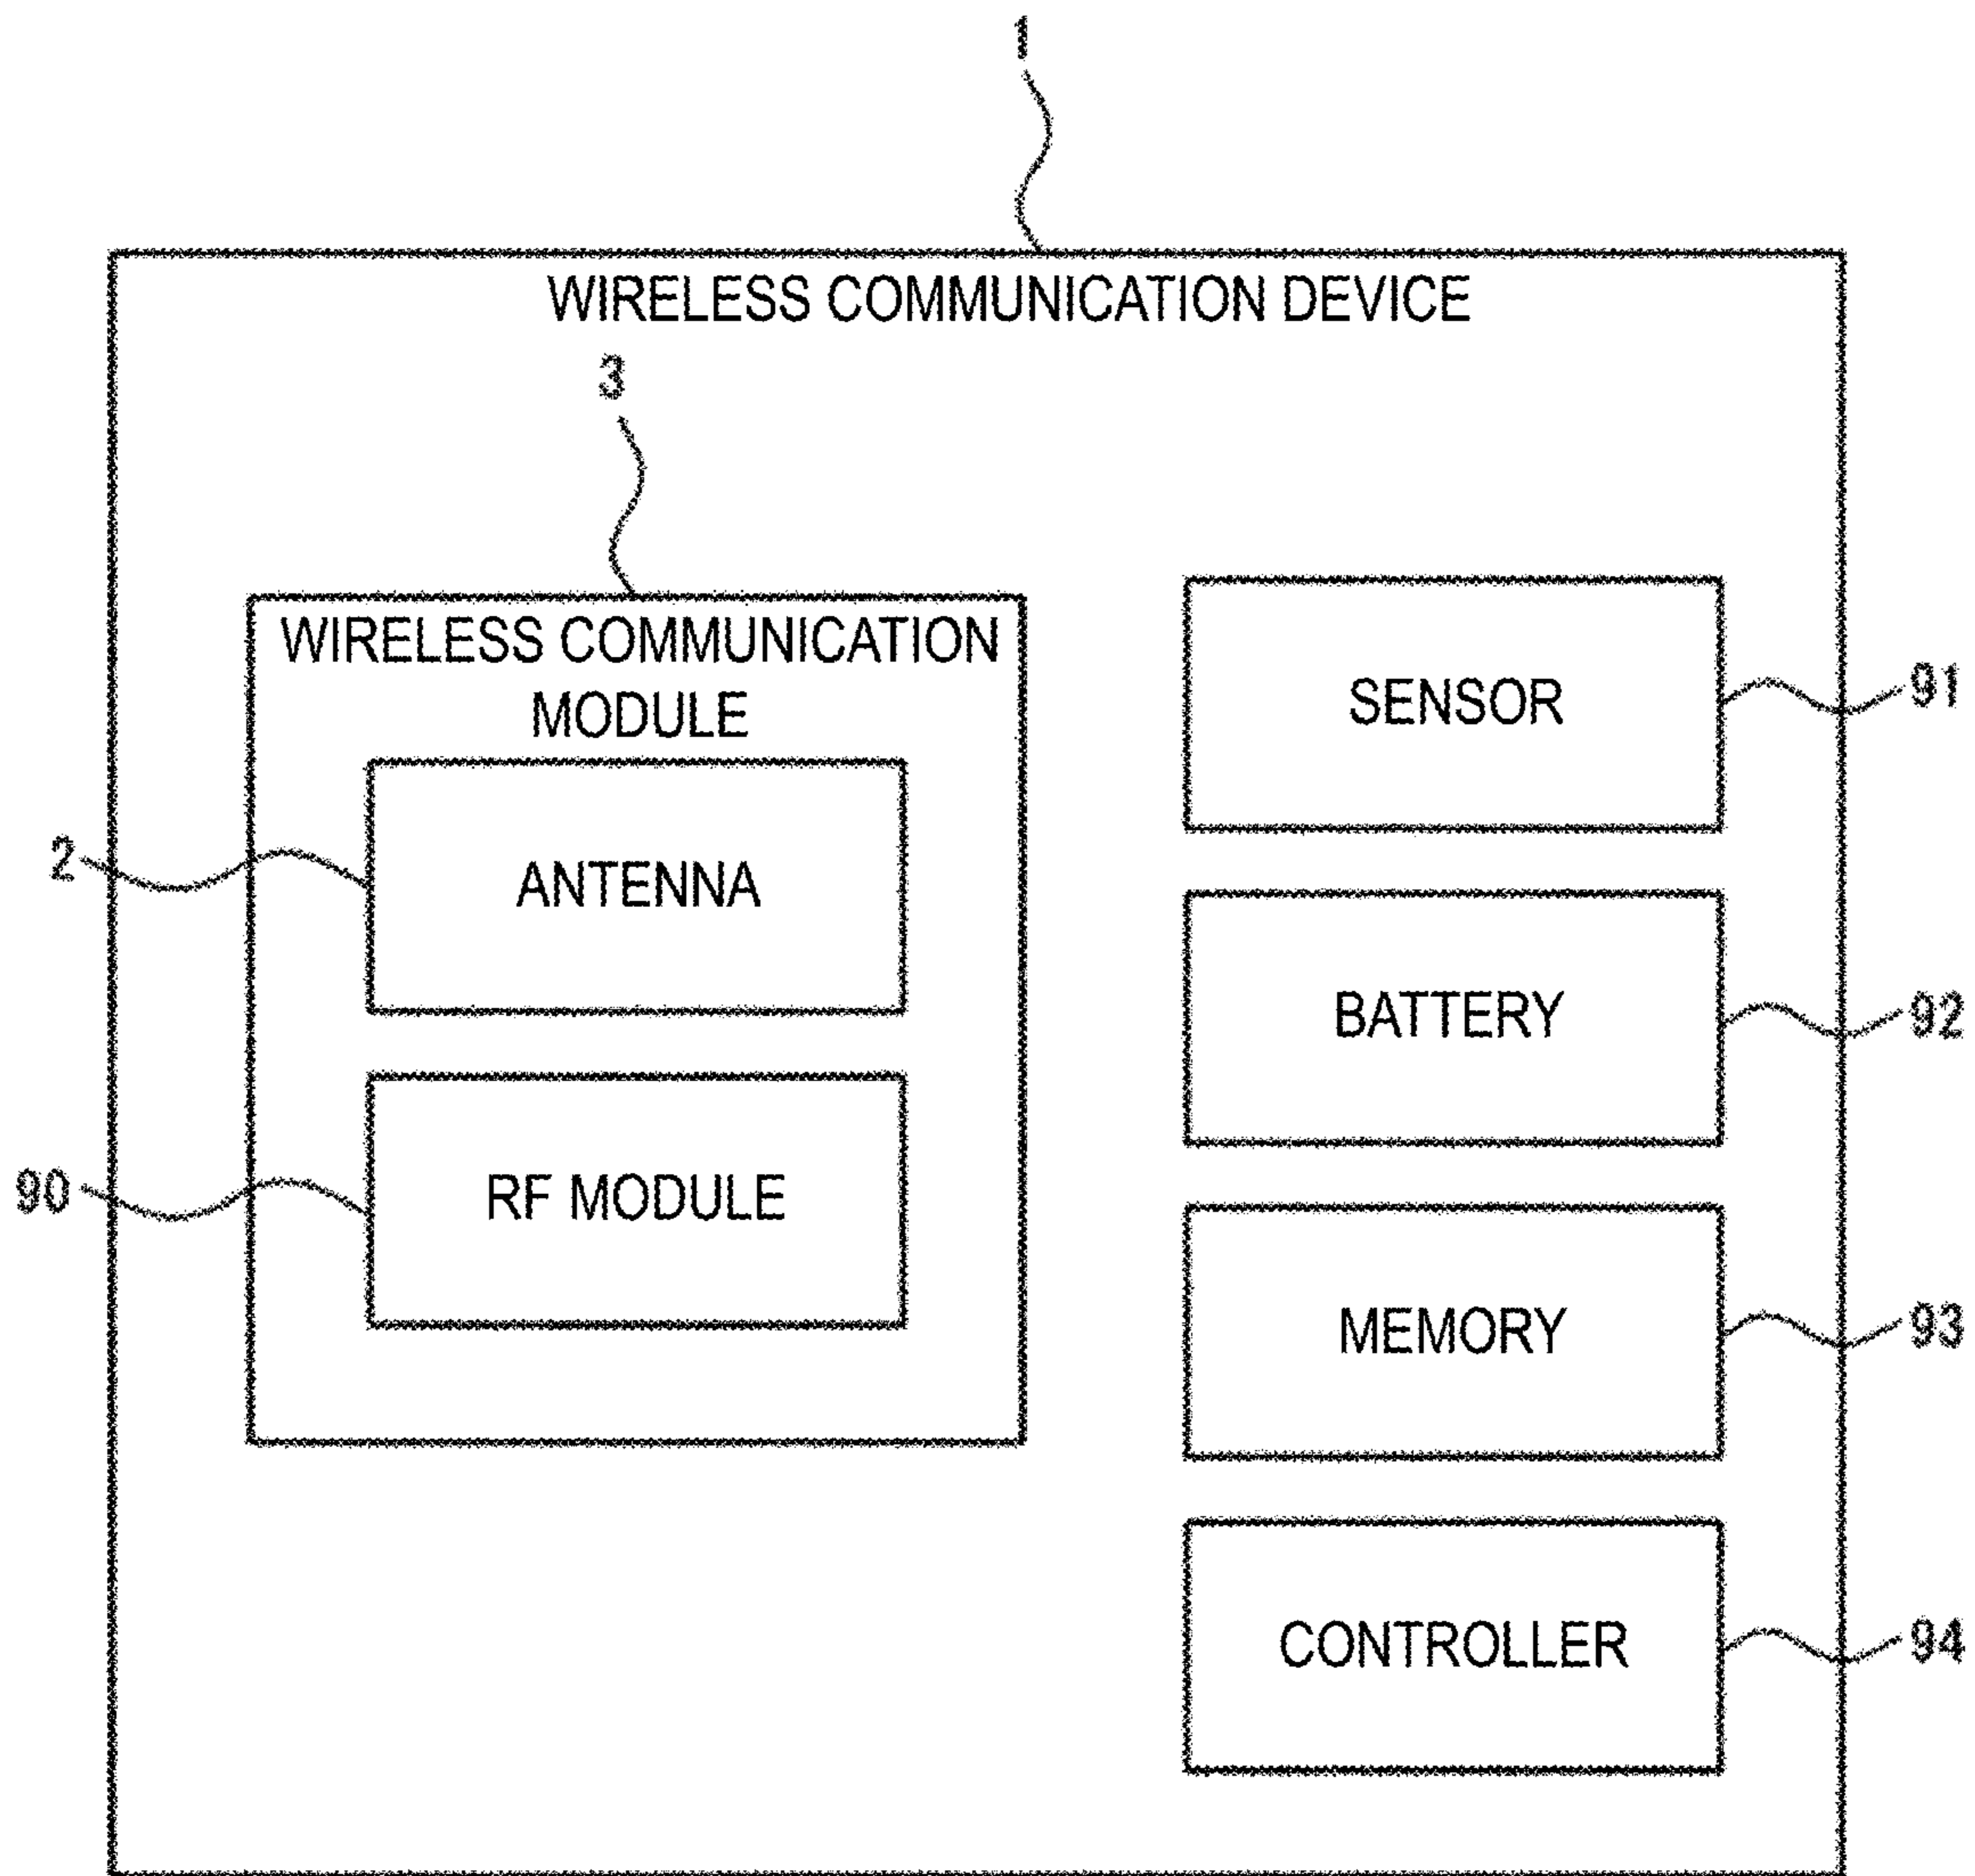 1
WIRELESS COMMUNICATION DEVICE
3
WIRELESS COMMUNICATION
MODULE
2
ANTENNA
90
RF MODULE
SENSOR
91
BATTERY
92
MEMORY
93
CONTROLLER
94